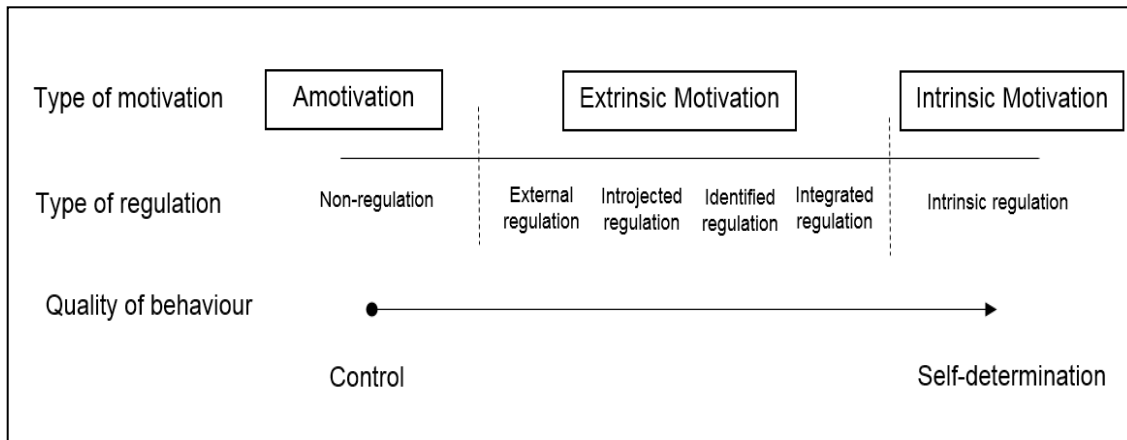 Type of motivation
Amotivation
Extrinsic Motivation
Intrinsic Motivation
Type of regulation
Non-regulation
External
regulation
Introjected
regulation
Identified
regulation
Integrated
regulation
Intrinsic regulation
Quality of behaviour
Control
Self-determination